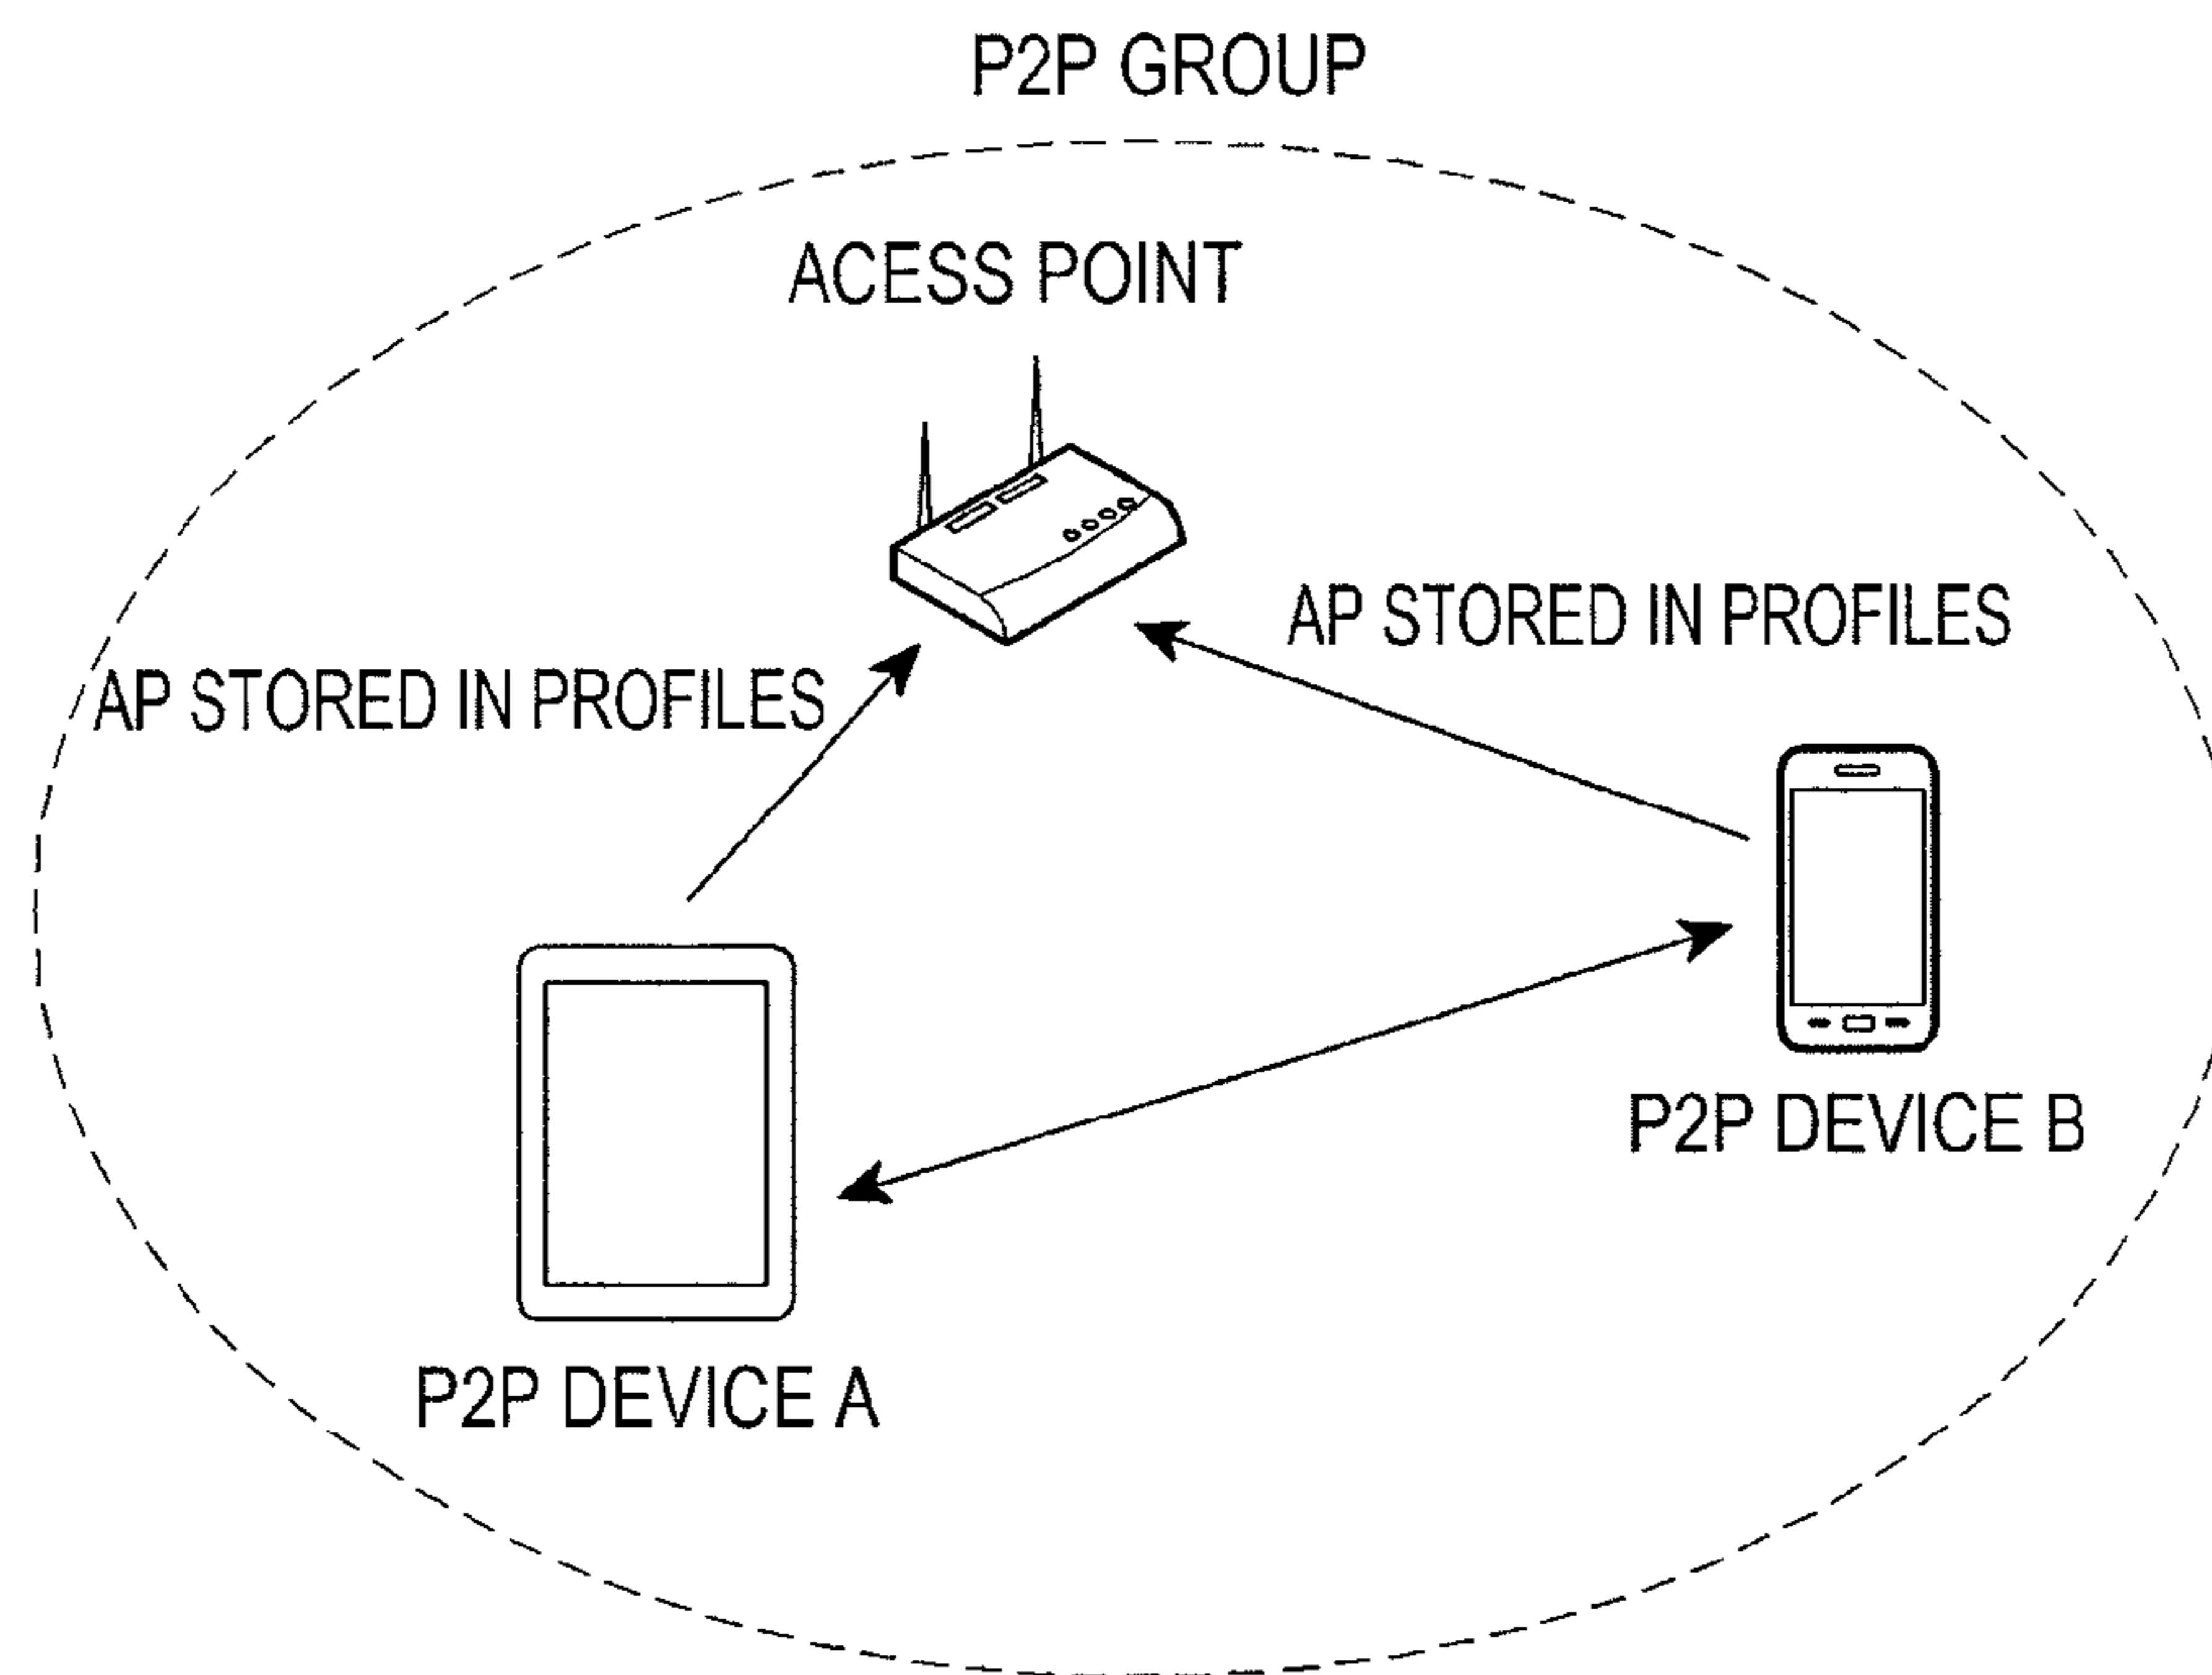 P2P GROUP
ACESS POINT
AP STORED IN PROFILES
AP STORED IN PROFILES
P2P DEVICE B
P2P DEVICE A